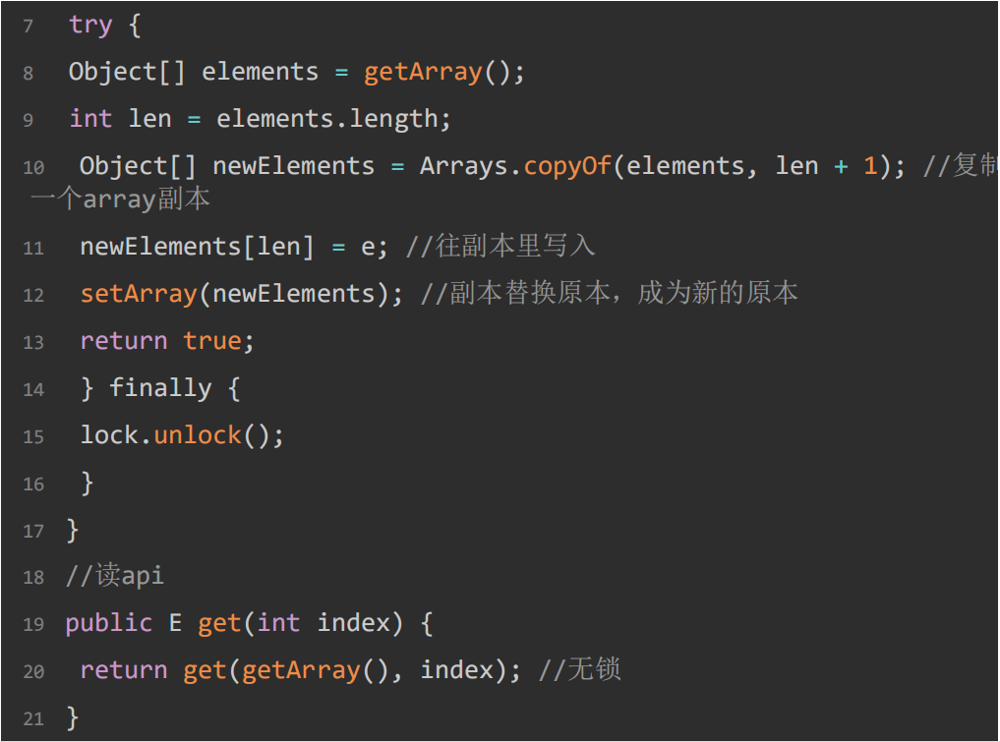 7 try {
8 Object[] elements = getArray();
9 int len = elements.length;
10 Object[] newElements = Arrays.copyOf(elements, len + 1); //复制
一个array副本
11 newElements[len] = e; //往副本里写入
12 setArray(newElements); //副本替换原本，成为新的原本
13 return true;
14 } finally {
15 lock.unlock();
16 }
17 }
18 //读api
19 public E get(int index) {
20 return get(getArray(), index); //无锁
21 }